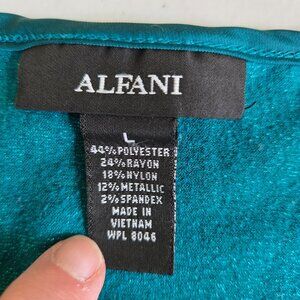 ALFANI
L
44%POLYESTER
24%RAYON
18%NYLON
12%METALLIC
2%SPANDEX
MADE IN
VIETNAM
WPL 8046